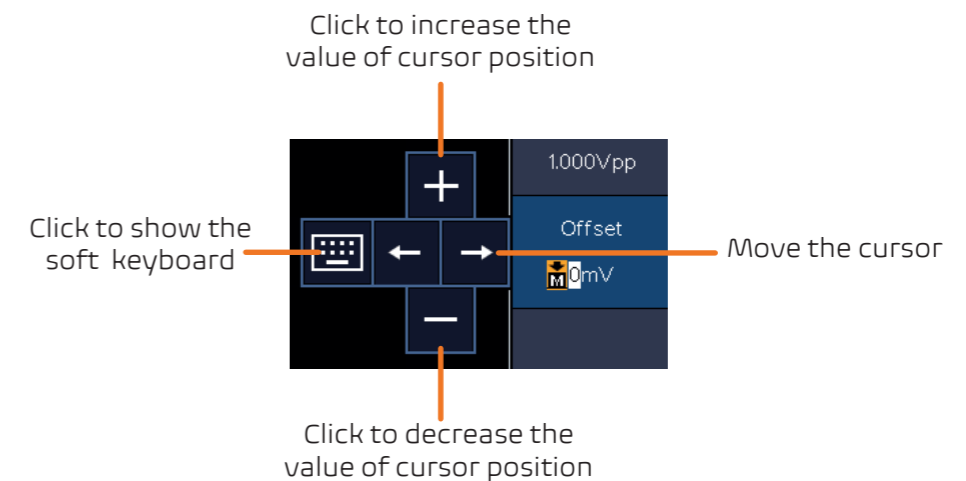 Click to increase the
value of cursor position
1.000Vpp
Click to show the
soft keyboard
Offset
M0mV
Move the cursor
Click to decrease the
value of cursor position